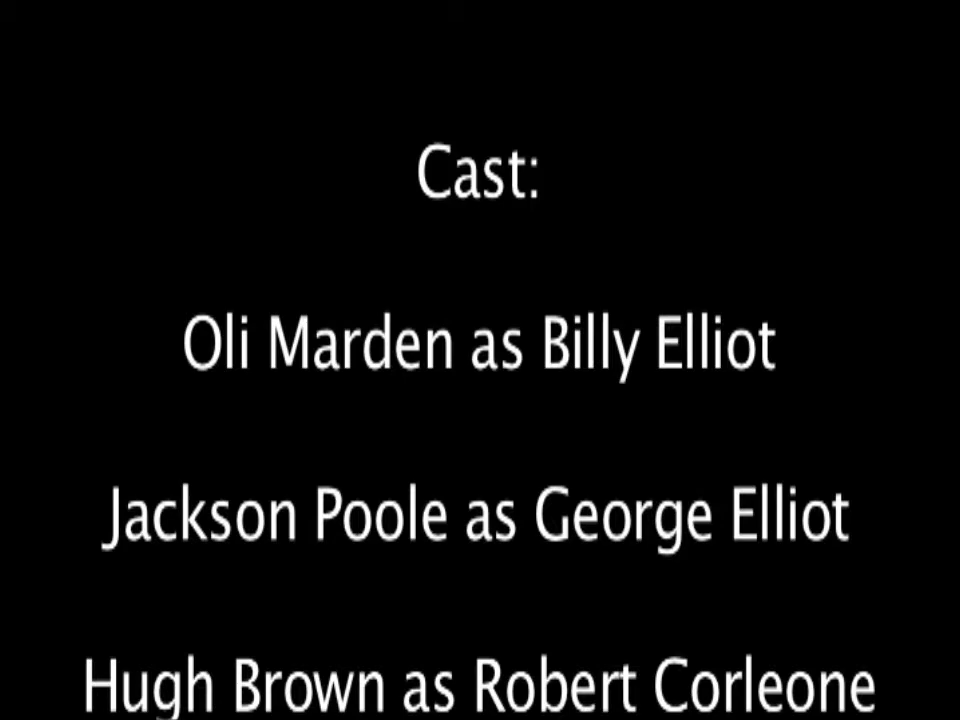 Cast:
Oli Marden as Billy Elliot
Jackson Poole as George Elliot
Hugh Brown as Robert Corleone